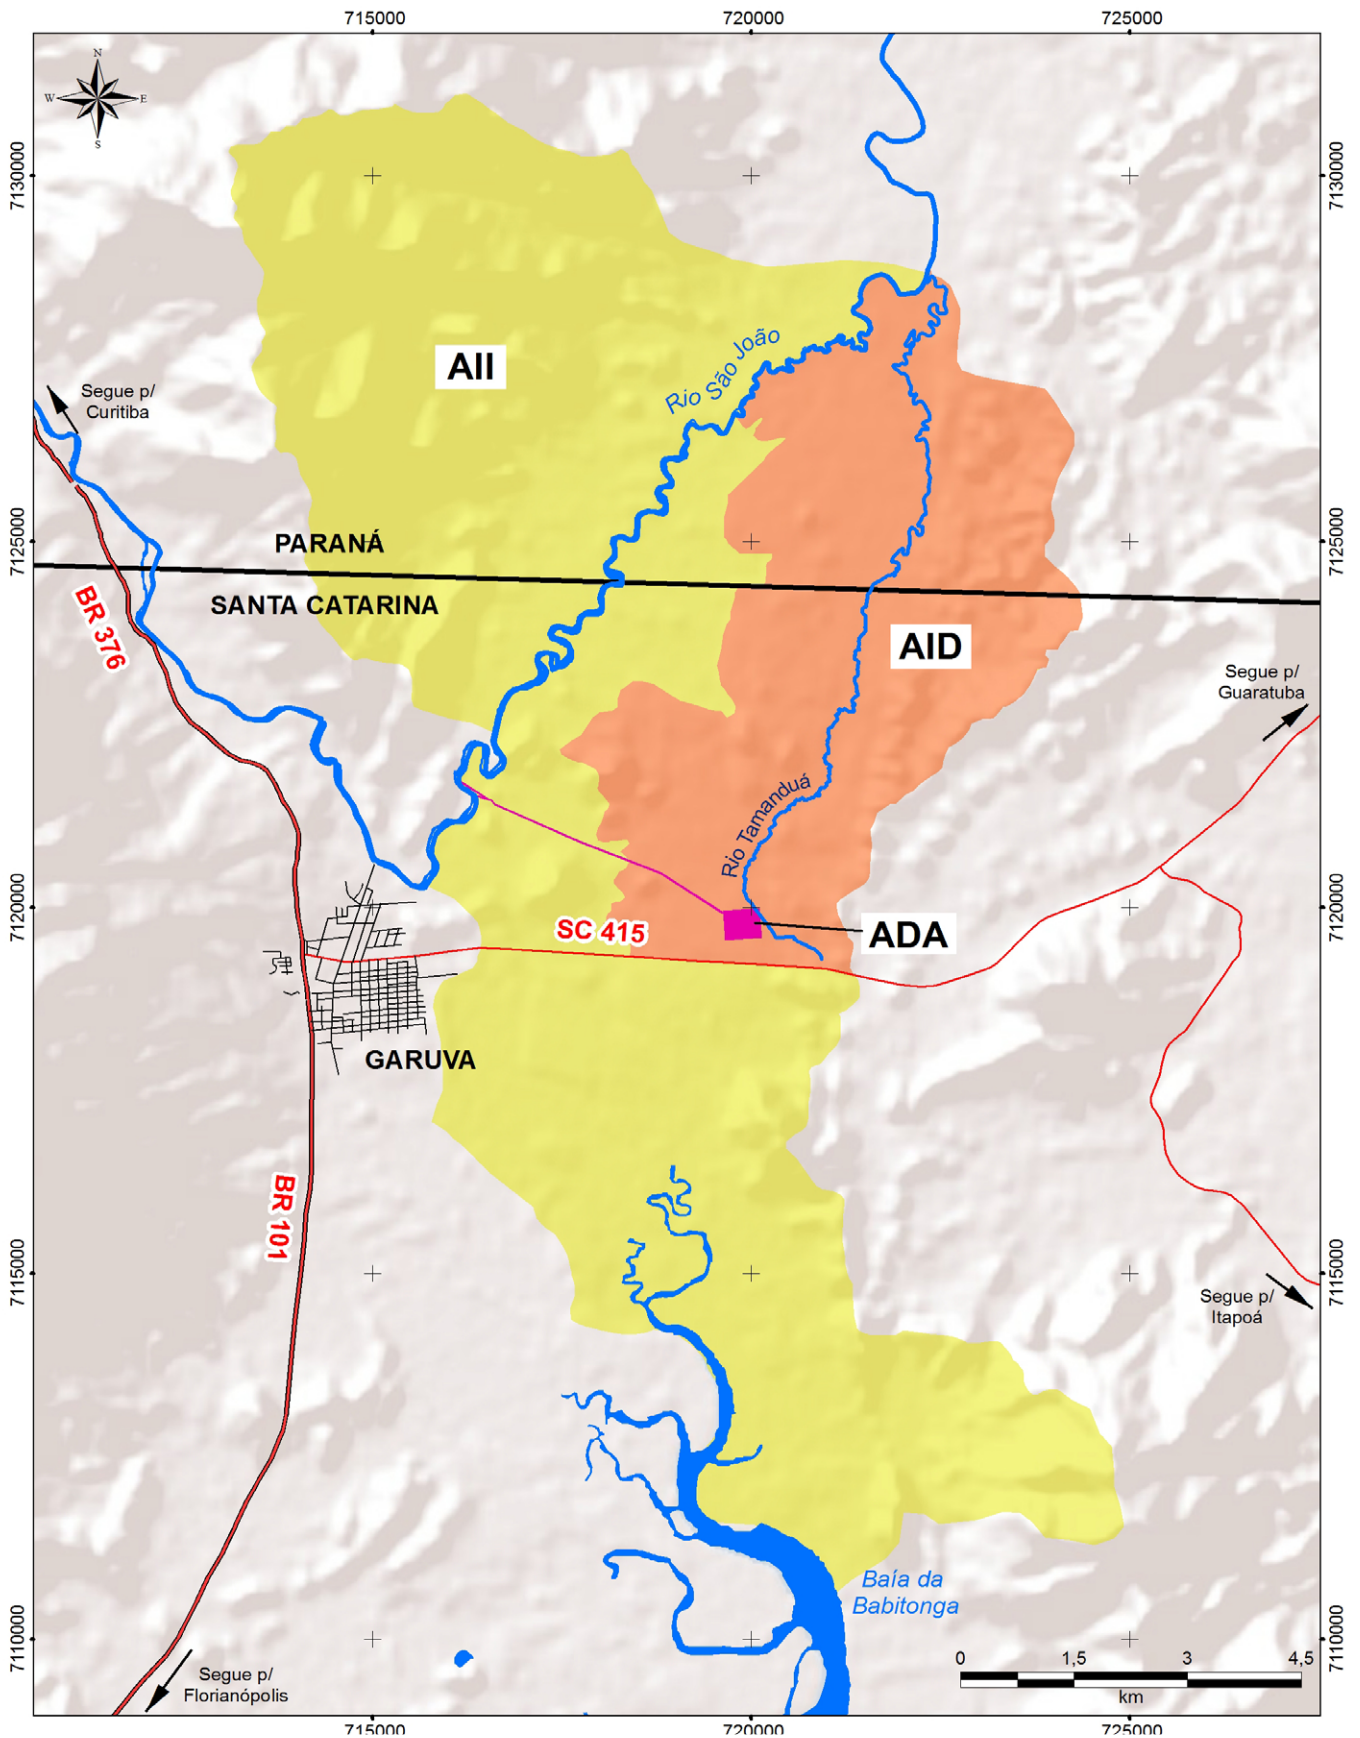 715000
720000
725000
N
W
E
S
7130000
7130000
Rio São João
AII
Segue p/
Curitiba
7125000
7125000
PARANÁ
SANTA CATARINA
BR 376
AID
Segue p/
Guaratuba
Rio Tamanduá
7120000
7120000
SC 415
ADA
GARUVA
BR 101
7115000
7115000
Segue p/
Itapoá
Baía da
Babitonga
7110000
7110000
0
1,5
3
4,5
km
Segue p/
Florianópolis
715000
720000
725000